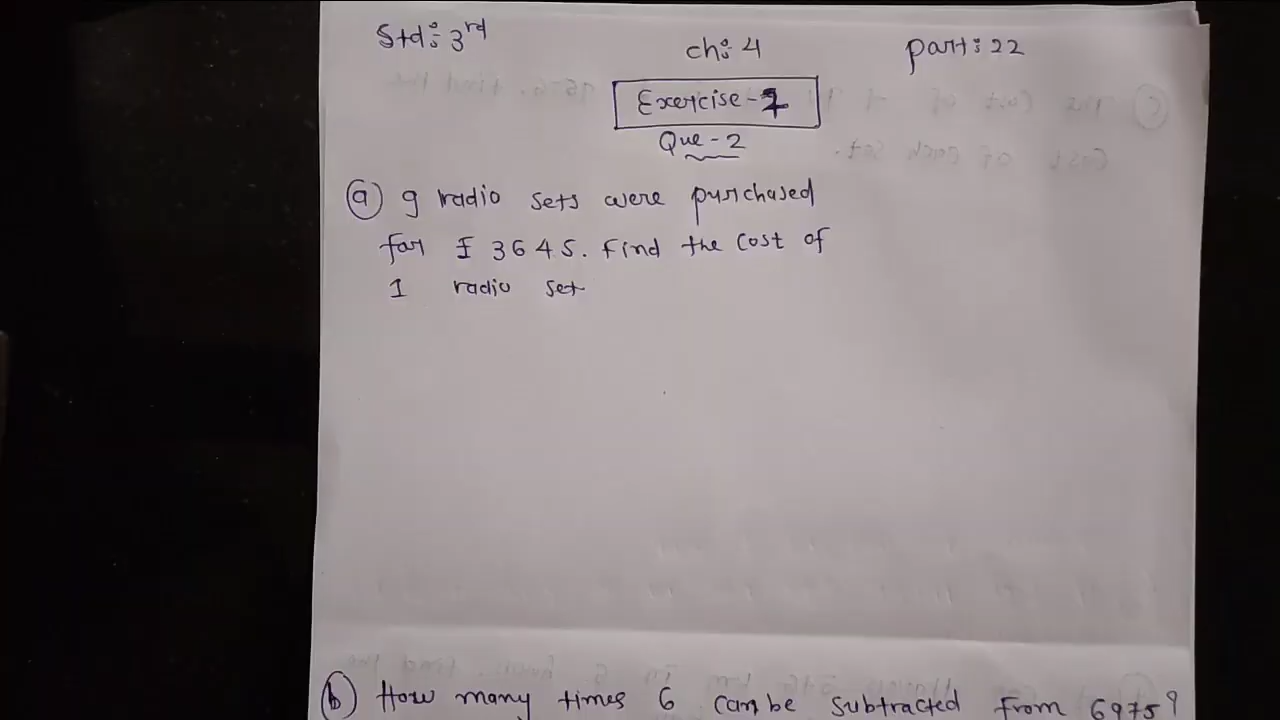 Std: 3rd
ch: 4
part: 22
Exercise-7
Que-2
(a) 9 radio sets were purchased
for ₹ 3645. Find the cost of
1 radio set
(b) How many times 6 can be subtracted from 6975?